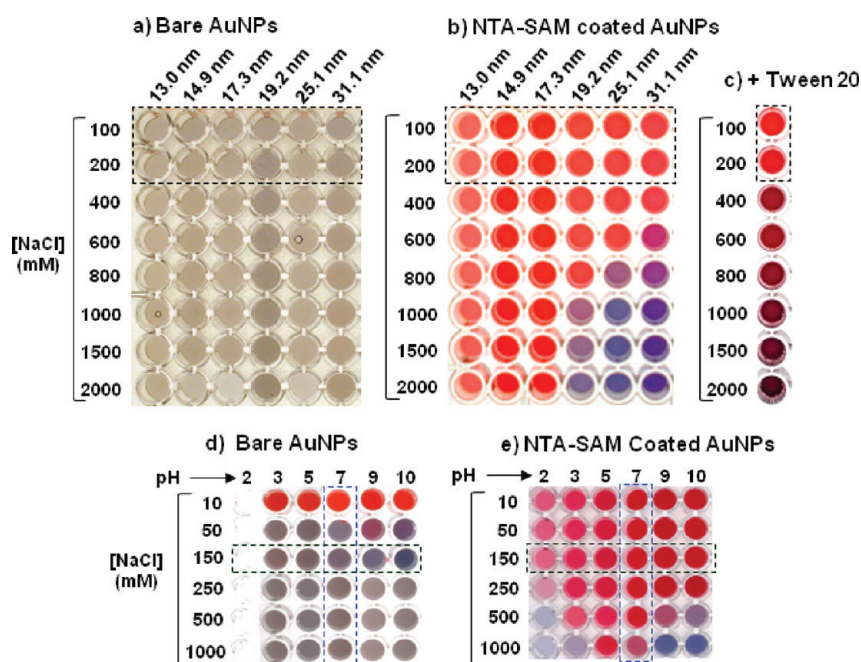 a) Bare AuNPs
13.0 nm
14.9 nm
17.3 nm
19.2 nm
25.1 nm
31.1 nm
[NaCl]
(mM)
100
200
400
600
800
1000
1500
2000
b) NTA-SAM coated AuNPs
13.0 nm
14.9 nm
17.3 nm
19.2 nm
25.1 nm
31.1 nm
100
200
400
600
800
1000
1500
2000
c) + Tween 20
100
200
400
600
800
1000
1500
2000
d) Bare AuNPs
pH 2 3 5 7 9 10
[NaCl]
(mM)
10
50
150
250
500
1000
e) NTA-SAM Coated AuNPs
pH 2 3 5 7 9 10
[NaCl]
(mM)
10
50
150
250
500
1000